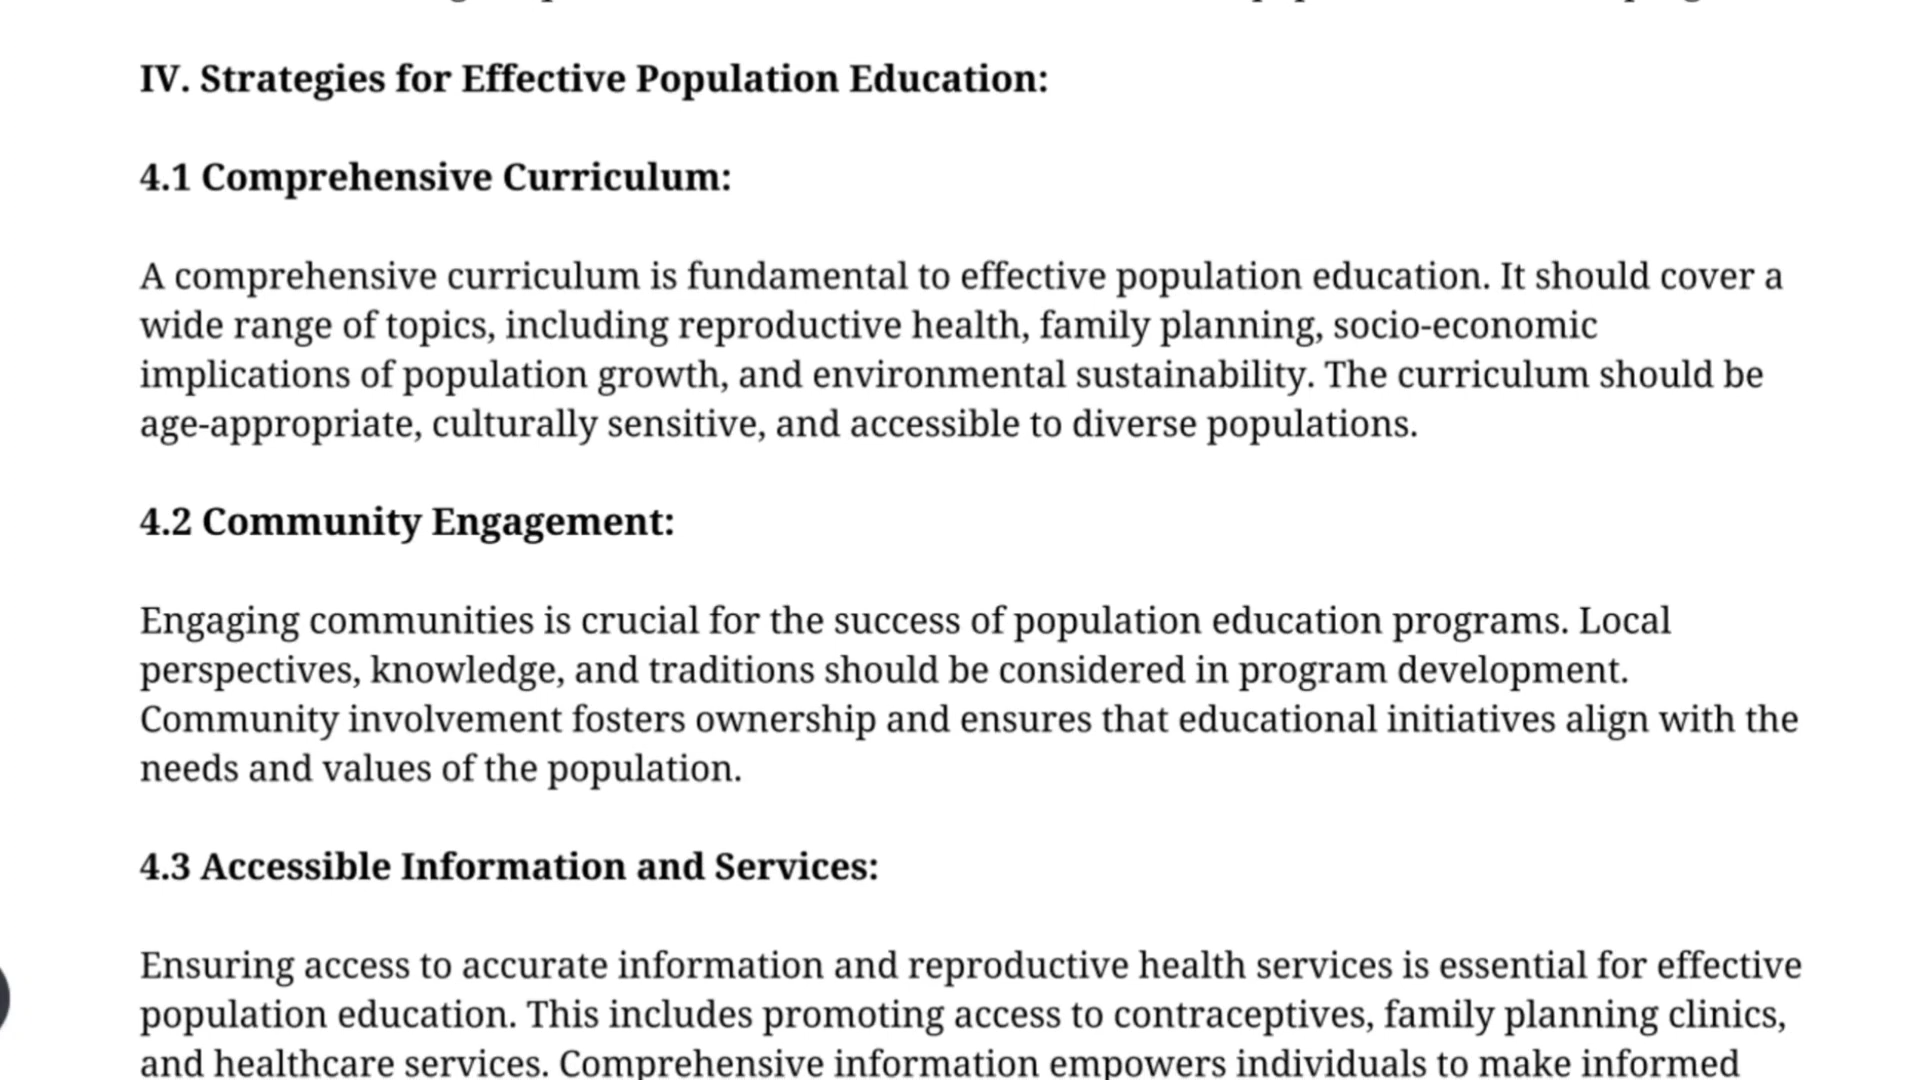 IV. Strategies for Effective Population Education:
4.1 Comprehensive Curriculum:
A comprehensive curriculum is fundamental to effective population education. It should cover a
wide range of topics, including reproductive health, family planning, socio-economic
implications of population growth, and environmental sustainability. The curriculum should be
age-appropriate, culturally sensitive, and accessible to diverse populations.
4.2 Community Engagement:
Engaging communities is crucial for the success of population education programs. Local
perspectives, knowledge, and traditions should be considered in program development.
Community involvement fosters ownership and ensures that educational initiatives align with the
needs and values of the population.
4.3 Accessible Information and Services:
Ensuring access to accurate information and reproductive health services is essential for effective
population education. This includes promoting access to contraceptives, family planning clinics,
and healthcare services. Comprehensive information empowers individuals to make informed